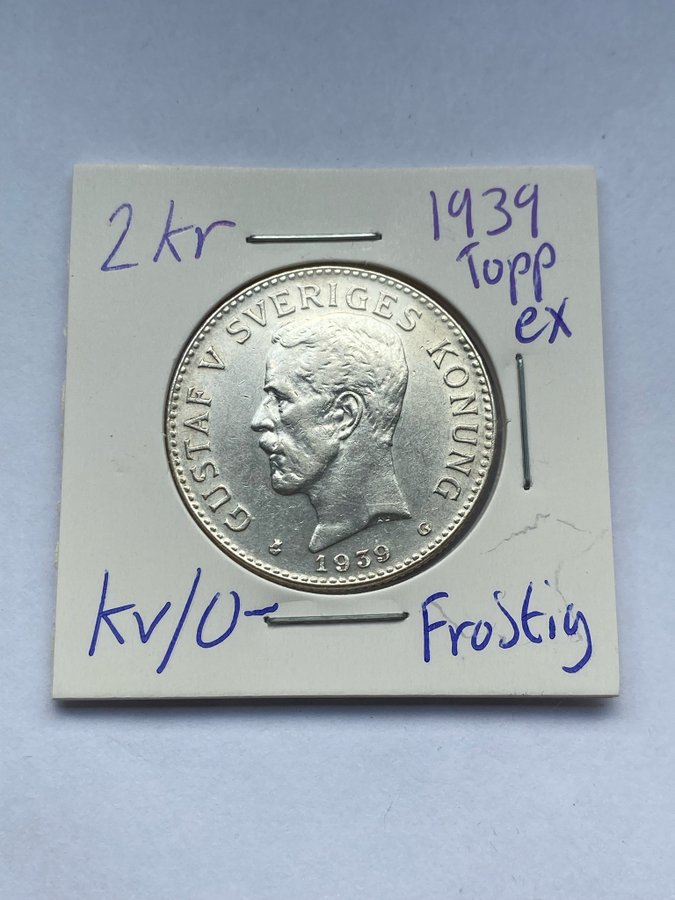 2 kr
1939
Topp
ex
GUSTAF V SVERIGES KONUNG
1939
G
kv/0-
Frostig